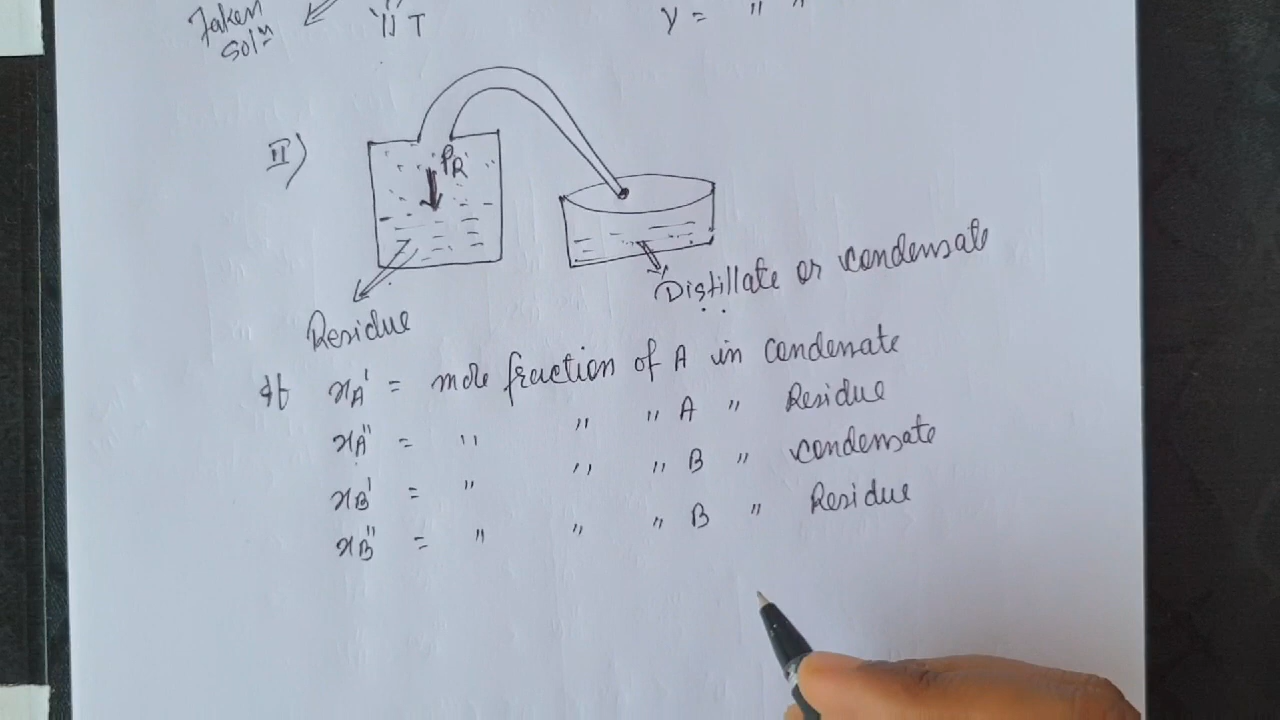 Taken
Solⁿ
T
y = " "
II)
PR
Distillate or condensate
Residue
If xA' = mole fraction of A in condensate
xA" = " " " A " Residue
xB' = " " " B " condensate
xB" = " " " B " Residue